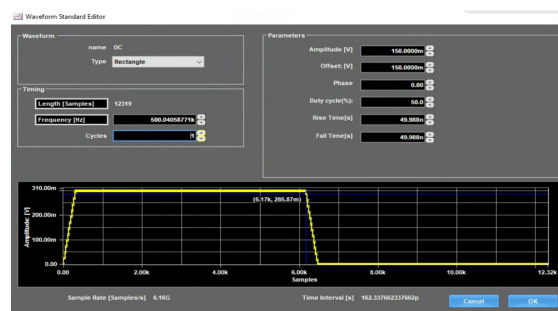 Waveform Standard Editor
Waveform
name DC
Type Rectangle
Timing
Length [Samples] 12319
Frequency [Hz] 500.04058771k
Cycles 1
Parameters
Amplitude [V] 150.0000m
Offset: [V] 150.0000m
Phase 0.00
Duty cycle(%): 50.0
Rise Time[s] 49.988n
Fall Time[s] 49.988n
310.00m
200.00m
100.00m
0.00
Amplitude: [V]
(6.17k, 285.87m)
0.00 2.00k 4.00k 6.00k 8.00k 10.00k 12.32k
Samples
Sample Rate [Samples/s] 6.16G
Time Interval [s] 162.337662337662p
Cancel
OK